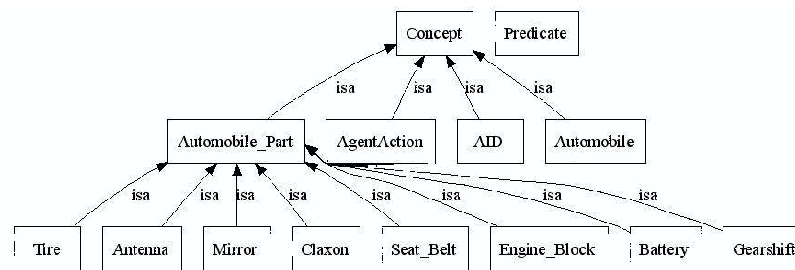 Concept Predicate
isa isa isa isa
Automobile_Part AgentAction AID Automobile
isa isa isa isa isa isa isa isa
Tire Antenna Mirror Claxon Seat_Belt Engine_Block Battery Gearshift